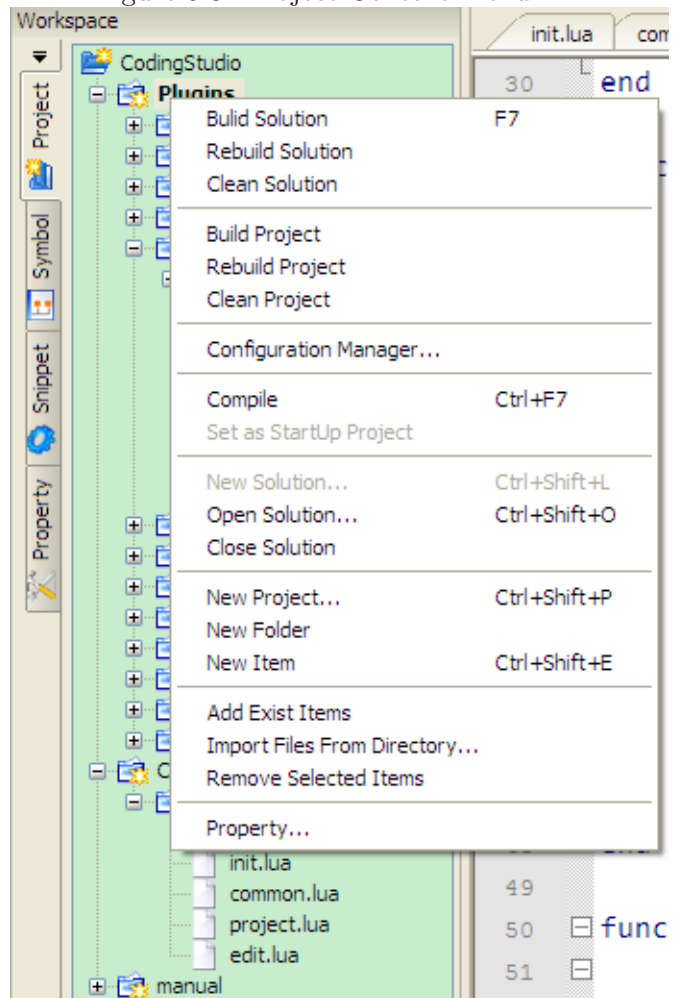 Workspace
Project
Symbol
Snippet
Property
CodingStudio
Plugins
Bulid Solution F7
Rebuild Solution
Clean Solution
Build Project
Rebuild Project
Clean Project
Configuration Manager...
Compile Ctrl+F7
Set as StartUp Project
New Solution... Ctrl+Shift+L
Open Solution... Ctrl+Shift+O
Close Solution
New Project... Ctrl+Shift+P
New Folder
New Item Ctrl+Shift+E
Add Exist Items
Import Files From Directory...
Remove Selected Items
Property...
init.lua
common.lua
project.lua
edit.lua
manual
init.lua
30 end
49
50 func
51